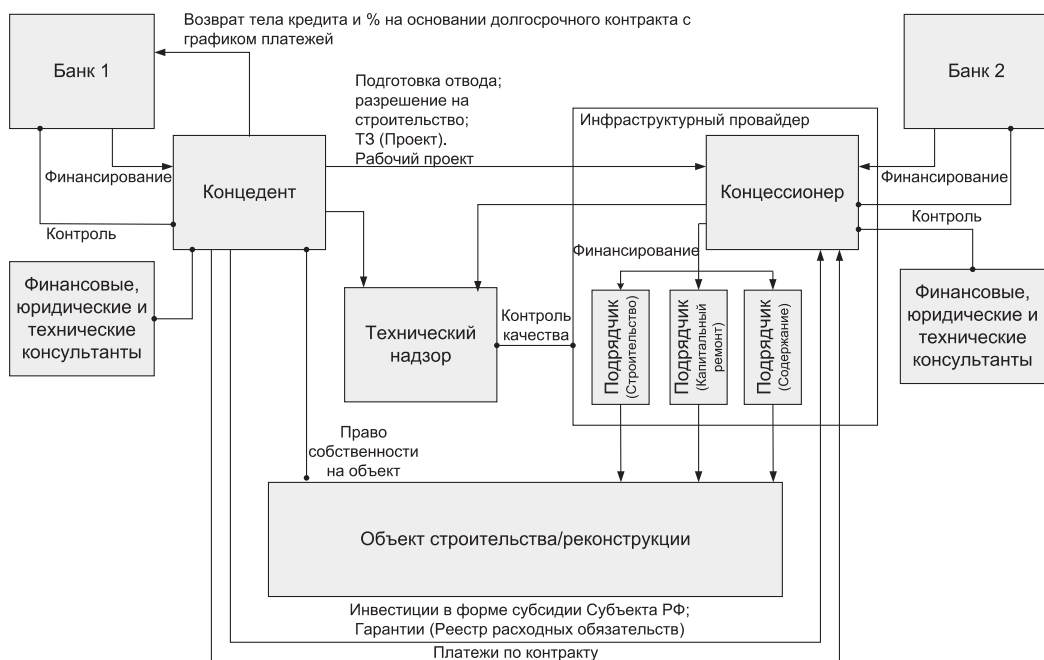 Возврат тела кредита и % на основании долгосрочного контракта с
графиком платежей
Банк 1
Банк 2
Подготовка отвода;
разрешение на
строительство;
ТЗ (Проект).
Рабочий проект
Инфраструктурный провайдер
Финансирование
Концедент
Концессионер
Финансирование
Контроль
Контроль
Финансирование
Финансовые,
юридические и
технические
консультанты
Технический
надзор
Контроль
качества
Подрядчик
(Строительство)
Подрядчик
(Капитальный
ремонт)
Подрядчик
(Содержание)
Финансовые,
юридические и
технические
консультанты
Право
собственности
на объект
Объект строительства/реконструкции
Инвестиции в форме субсидии Субъекта РФ;
Гарантии (Реестр расходных обязательств)
Платежи по контракту